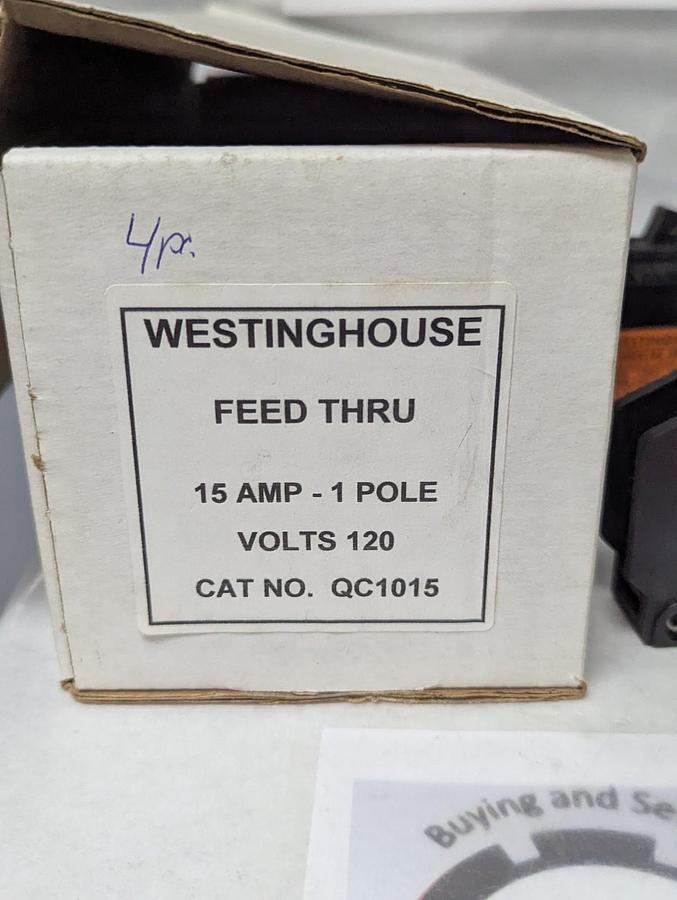 4pc.
WESTINGHOUSE
FEED THRU
15 AMP - 1 POLE
VOLTS 120
CAT NO. QC1015
Buying and Se